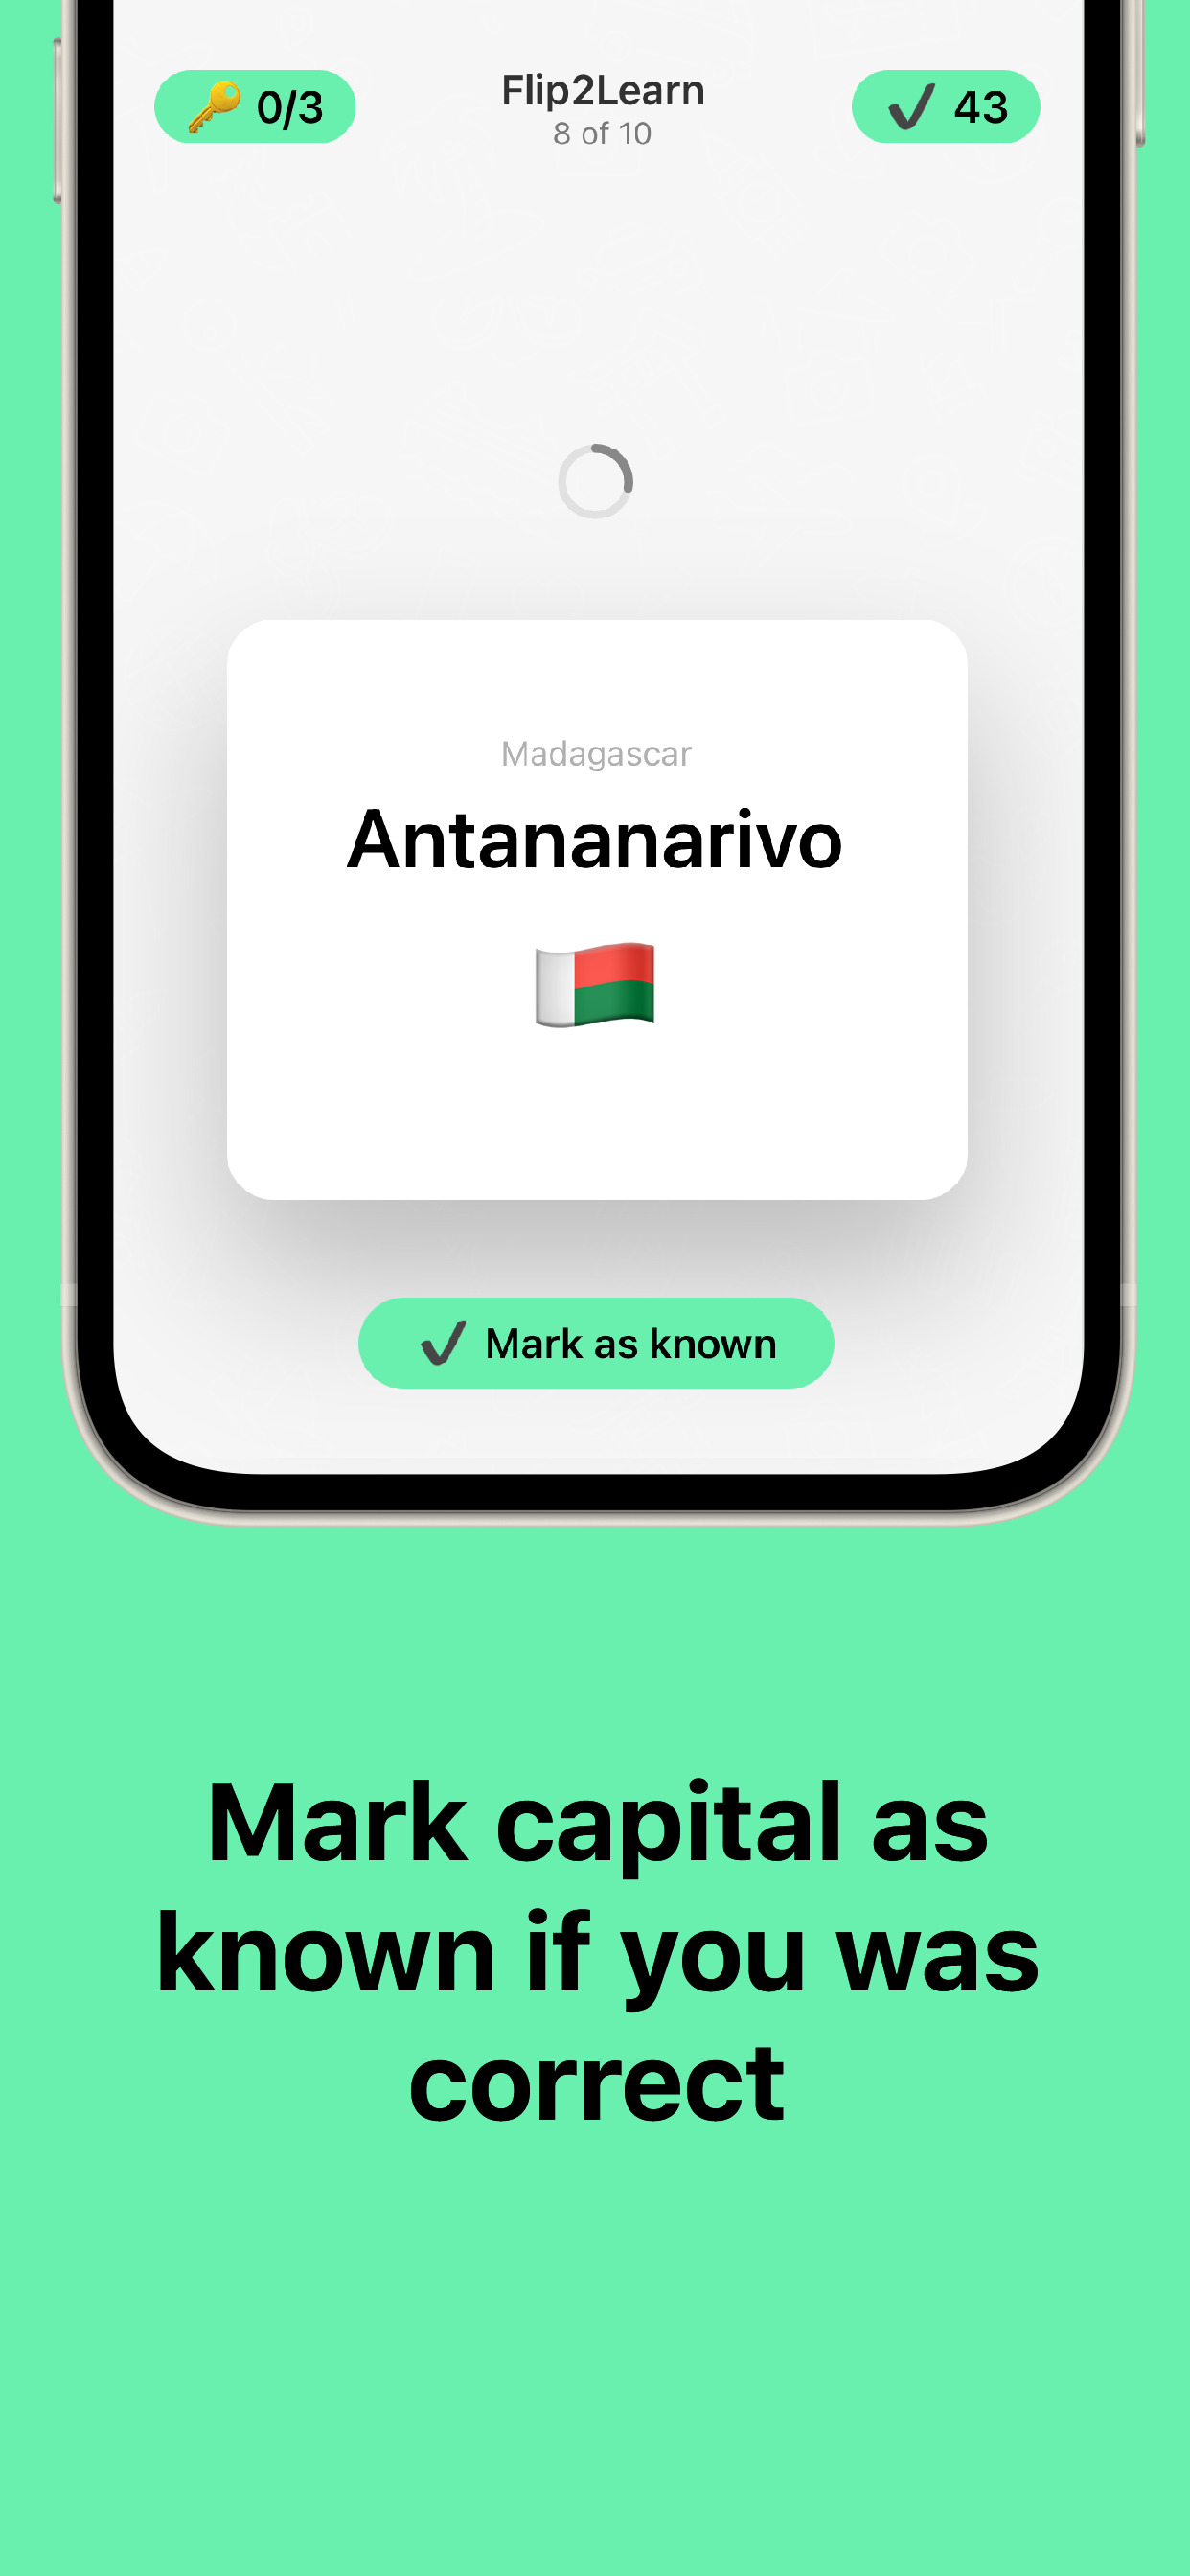 0/3
Flip2Learn
8 of 10
43
Madagascar
Antananarivo
Mark as known
Mark capital as
known if you was
correct